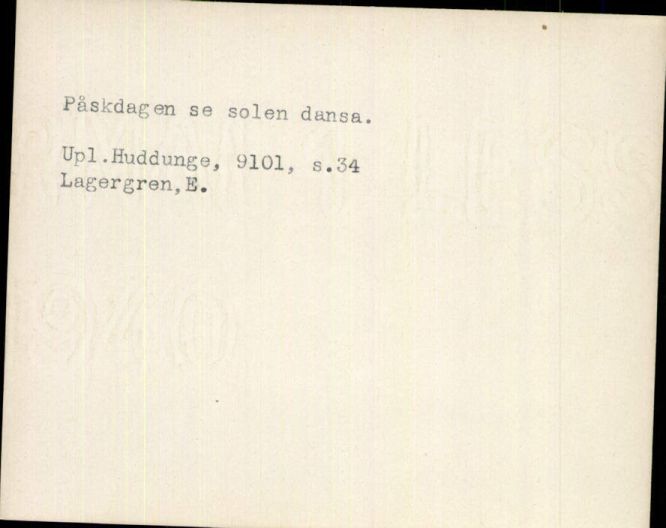 Påskdagen se solen dansa.
Upl.Huddunge, 9101, s.34
Lagergren,E.